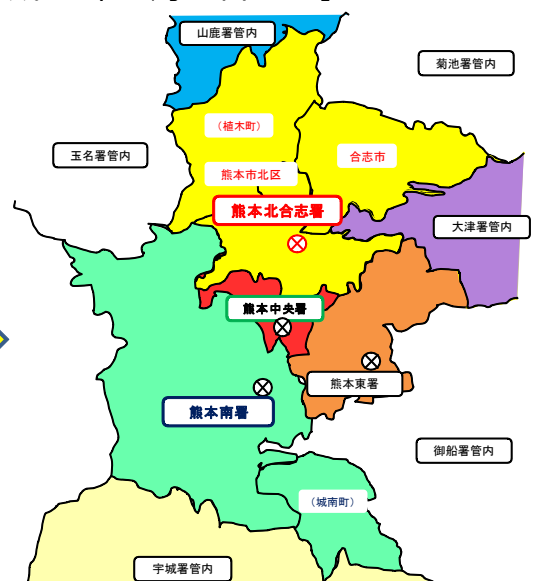 山鹿署管内
菊池署管内
（植木町）
玉名署管内
合志市
熊本市北区
熊本北合志署
大津署管内
熊本中央署
熊本東署
熊本南署
御船署管内
（城南町）
宇城署管内